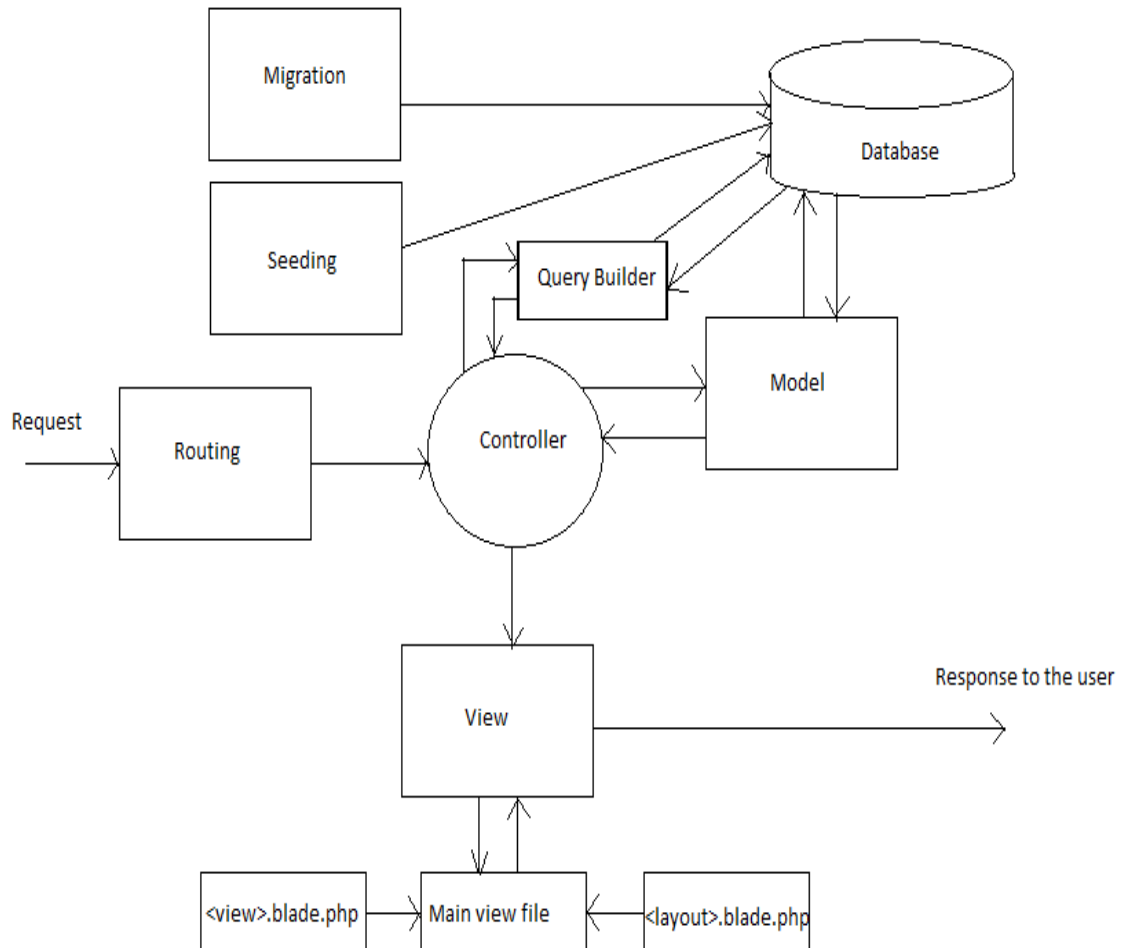 Migration
Database
Seeding
Query Builder
Model
Request
Routing
Controller
View
Response to the user
<view>.blade.php
Main view file
<layout>.blade.php